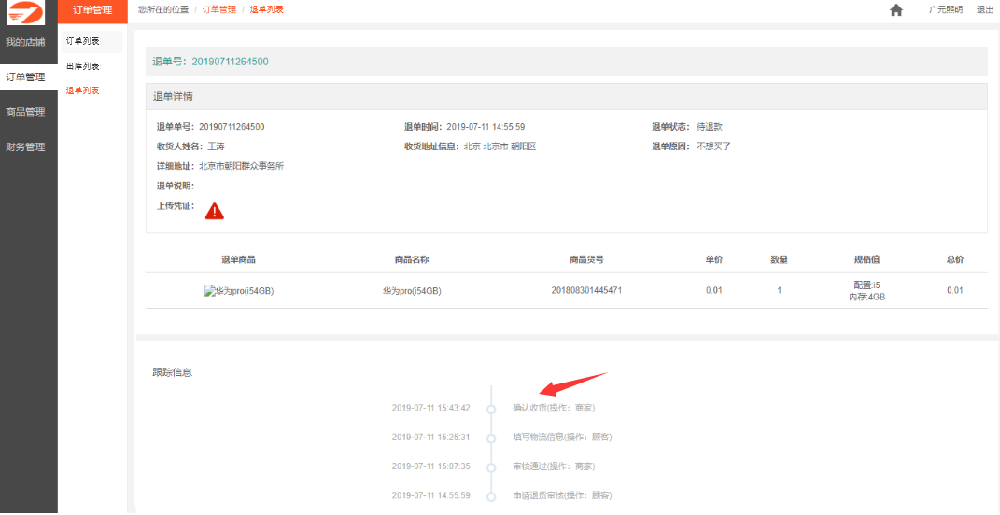 订单管理
您所在的位置 / 订单管理 / 退单列表
广元照明 退出
我的店铺
订单管理
商品管理
财务管理
订单列表
出库列表
退单列表
退单号：20190711264500
退单详情
退单单号：20190711264500 退单时间：2019-07-11 14:55:59 退单状态：待退款
收货人姓名：王涛 收货地址信息：北京 北京市 朝阳区 退单原因：不想买了
详细地址：北京市朝阳群众事务所
退单说明：
上传凭证：
退单商品 商品名称 商品货号 单价 数量 规格值 总价
华为pro(i54GB) 华为pro(i54GB) 201808301445471 0.01 1 配置:i5 0.01
内存:4GB
跟踪信息
2019-07-11 15:43:42 确认收货(操作：商家)
2019-07-11 15:25:31 填写物流信息(操作：顾客)
2019-07-11 15:07:35 审核通过(操作：商家)
2019-07-11 14:55:59 申请退货审核(操作：顾客)